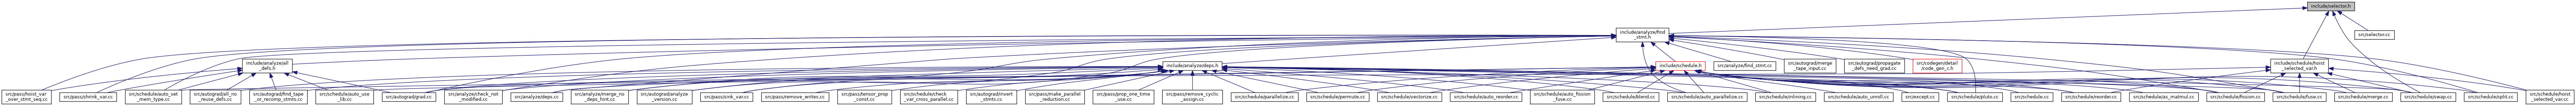 include/selector.h
include/analyze/find
_stmt.h
src/selector.cc
include/analyze/all
_defs.h
include/analyze/deps.h
include/schedule.h
src/analyze/find_stmt.cc
src/autograd/merge
_tape_input.cc
src/autograd/propagate
_defs_need_grad.cc
src/codegen/detail
/code_gen_c.h
include/schedule/hoist
_selected_var.h
src/pass/hoist_var
_over_stmt_seq.cc
src/pass/shrink_var.cc
src/schedule/auto_set
_mem_type.cc
src/autograd/all_no
_reuse_defs.cc
src/autograd/find_tape
_or_recomp_stmts.cc
src/schedule/auto_use
_lib.cc
src/autograd/grad.cc
src/analyze/check_not
_modified.cc
src/analyze/deps.cc
src/analyze/merge_no
_deps_hint.cc
src/autograd/analyze
_version.cc
src/pass/sink_var.cc
src/pass/remove_writes.cc
src/pass/tensor_prop
_const.cc
src/schedule/check
_var_cross_parallel.cc
src/autograd/invert
_stmts.cc
src/pass/make_parallel
_reduction.cc
src/pass/prop_one_time
_use.cc
src/pass/remove_cyclic
_assign.cc
src/schedule/parallelize.cc
src/schedule/permute.cc
src/schedule/vectorize.cc
src/schedule/auto_reorder.cc
src/schedule/auto_fission
_fuse.cc
src/schedule/blend.cc
src/schedule/auto_parallelize.cc
src/schedule/inlining.cc
src/schedule/auto_unroll.cc
src/except.cc
src/schedule/pluto.cc
src/schedule.cc
src/schedule/reorder.cc
src/schedule/as_matmul.cc
src/schedule/fission.cc
src/schedule/fuse.cc
src/schedule/merge.cc
src/schedule/swap.cc
src/schedule/split.cc
src/schedule/hoist
_selected_var.cc